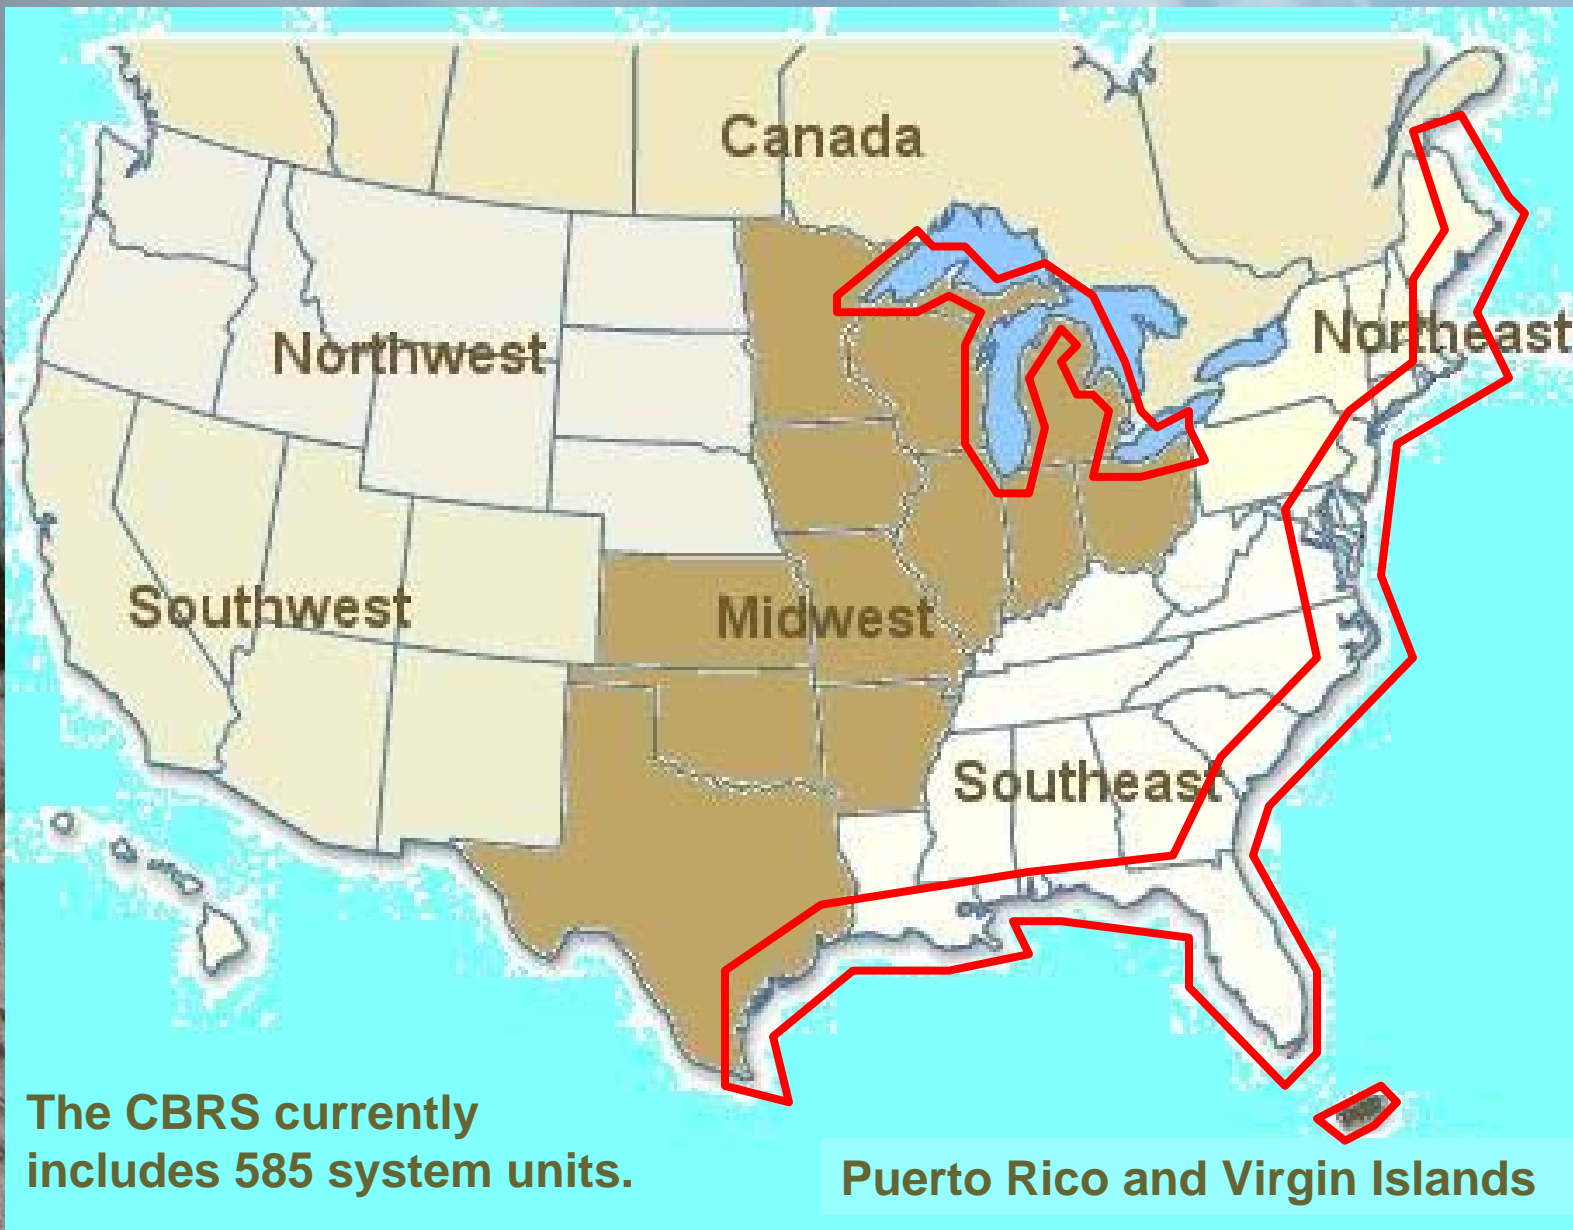 Canada
Northwest
Northeast
Southwest
Midwest
Southeast
The CBRS currently
includes 585 system units.
Puerto Rico and Virgin Islands